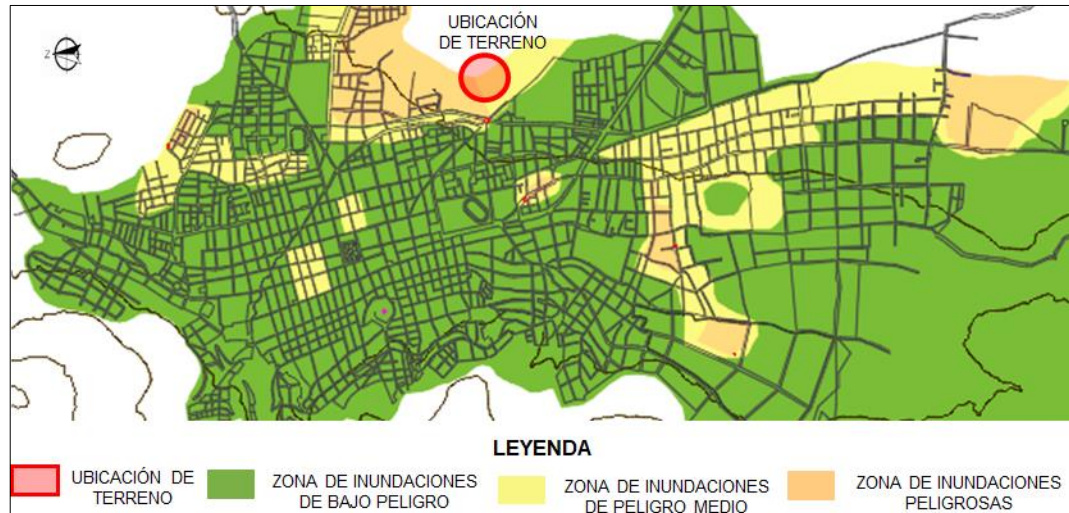 UBICACIÓN
DE TERRENO
Z
LEYENDA
UBICACIÓN DE
TERRENO
ZONA DE INUNDACIONES
DE BAJO PELIGRO
ZONA DE INUNDACIONES
DE PELIGRO MEDIO
ZONA DE INUNDACIONES
PELIGROSAS